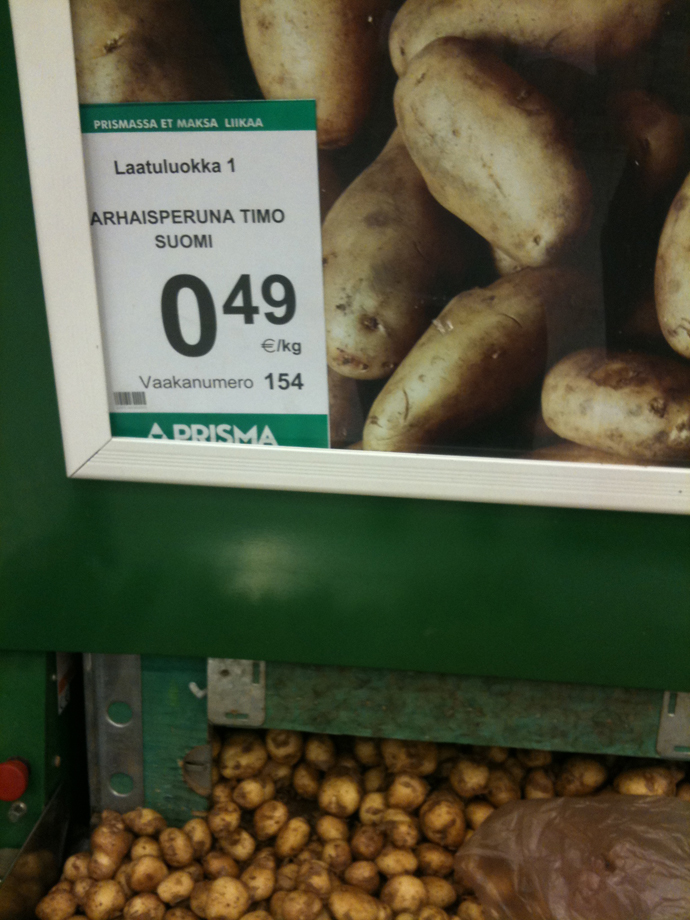 PRISMASSA ET MAKSA LIIKAA
Laatuluokka 1
ARHAISPERUNA TIMO
SUOMI
0 49
€/kg
Vaakanumero 154
PRISMA